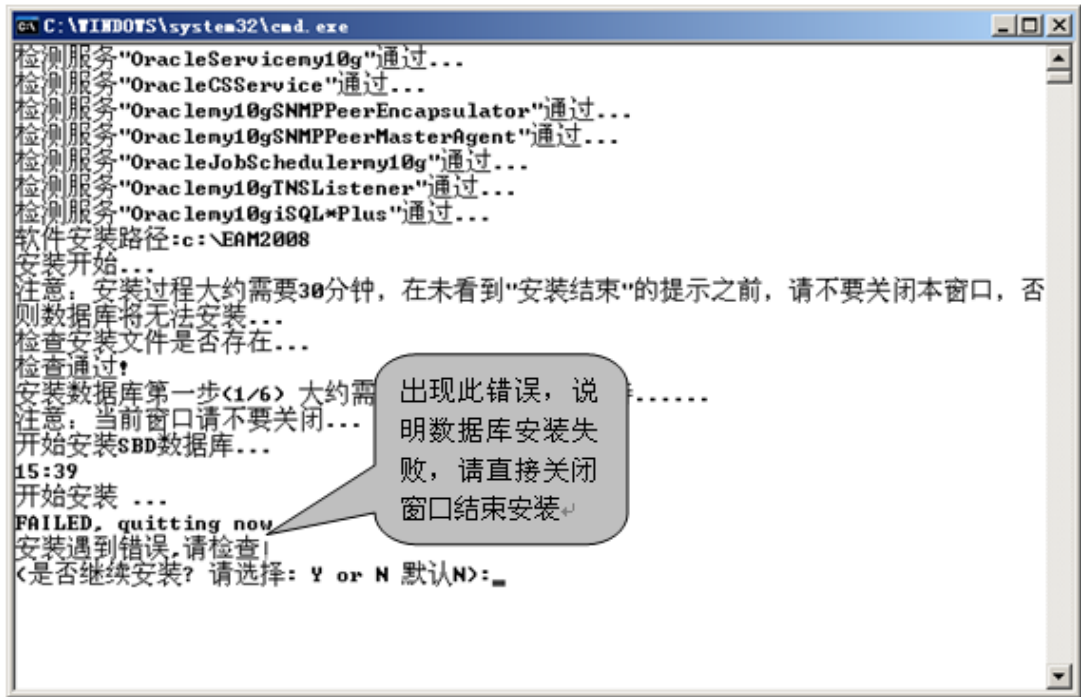 C:\WINDOWS\system32\cmd.exe
检测服务"OracleServicemy10g"通过...
检测服务"OracleCSService"通过...
检测服务"Oraclemy10gSNMPPeerEncapsulator"通过...
检测服务"Oraclemy10gSNMPPeerMasterAgent"通过...
检测服务"OracleJobSchedulermy10g"通过...
检测服务"Oraclemy10gTNSListener"通过...
检测服务"Oraclemy10giSQL*Plus"通过...
软件安装路径:c:\EAM2008
安装开始...
注意：安装过程大约需要30分钟，在未看到"安装结束"的提示之前，请不要关闭本窗口，否
则数据库将无法安装...
检查安装文件是否存在...
检查通过!
安装数据库第一步(1/6) 大约需......
注意：当前窗口请不要关闭...
开始安装SBD数据库...
15:39
开始安装 ...
FAILED, quitting now
安装遇到错误,请检查!
(是否继续安装? 请选择: Y or N 默认N):
出现此错误，说
明数据库安装失
败，请直接关闭
窗口结束安装